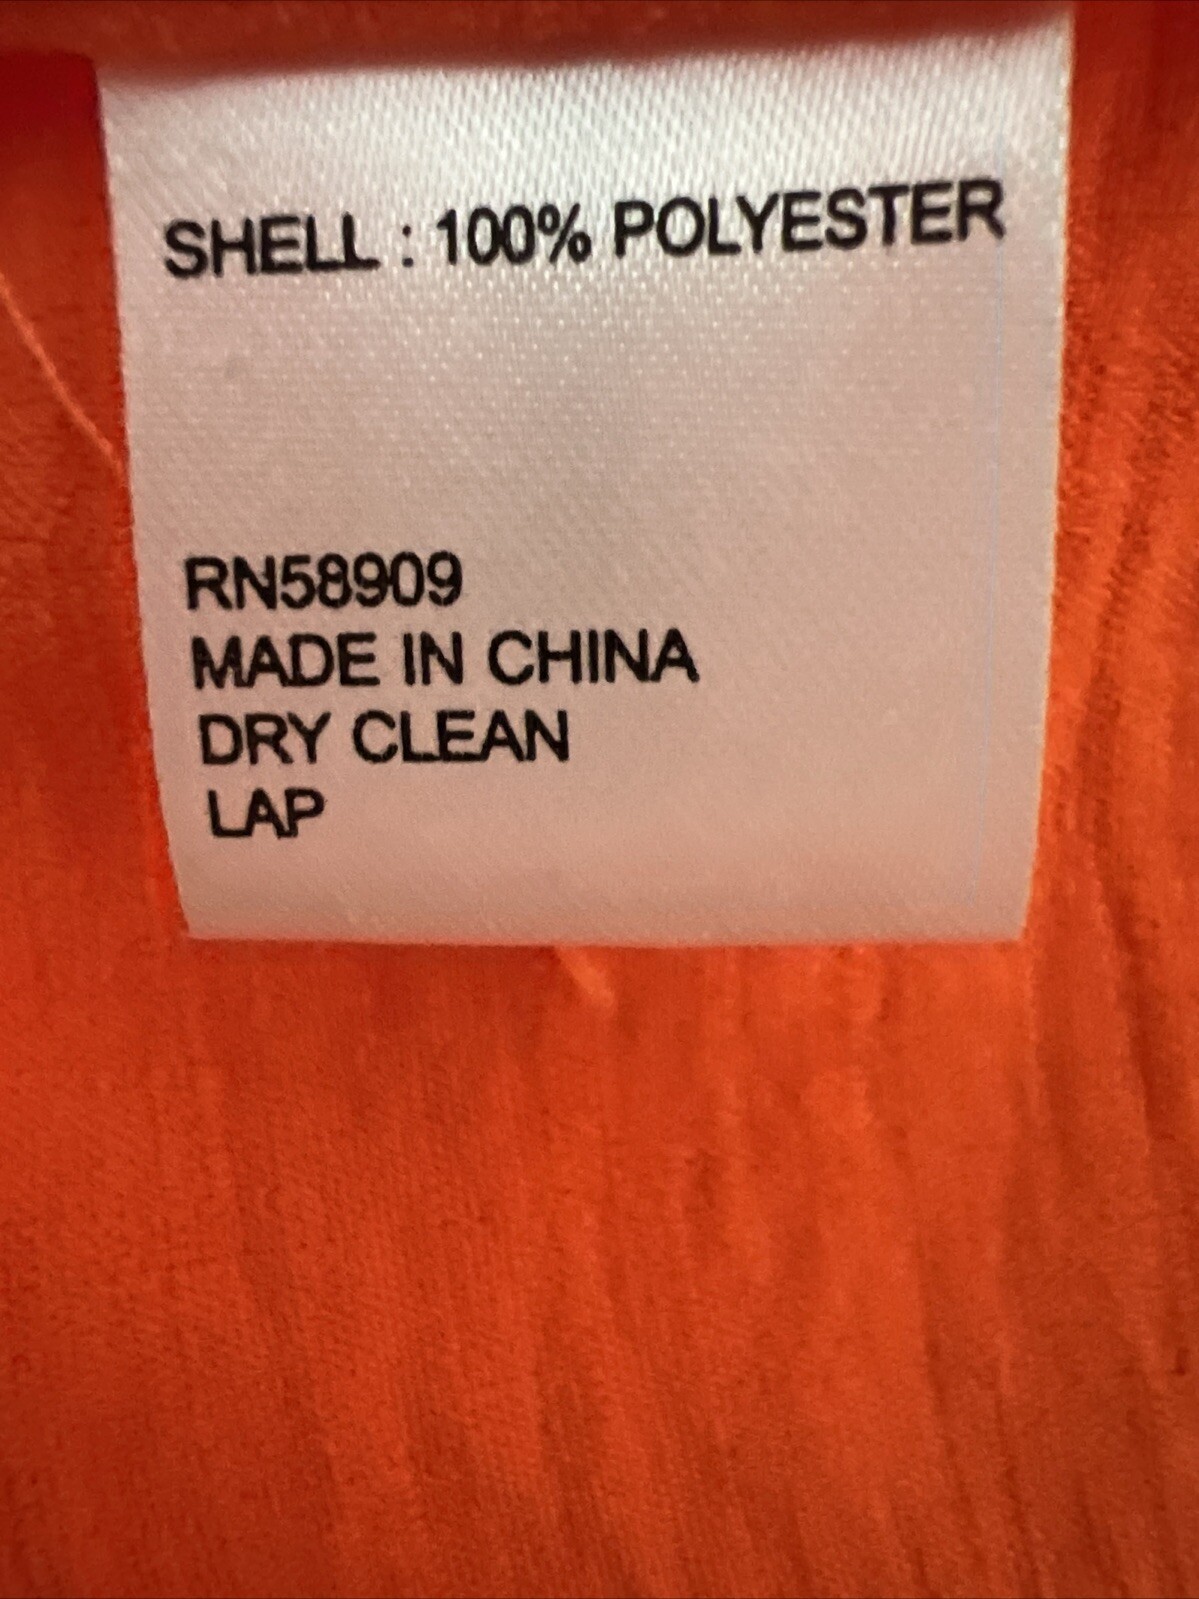 SHELL : 100% POLYESTER
RN58909
MADE IN CHINA
DRY CLEAN
LAP